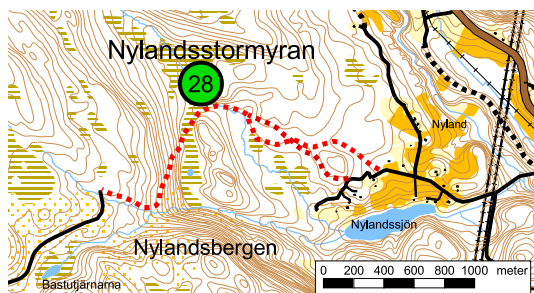 Nylandsstormyran
28
Nyland
Nylandssjön
Nylandsbergen
Bastutjärnarna
0 200 400 600 800 1000 meter